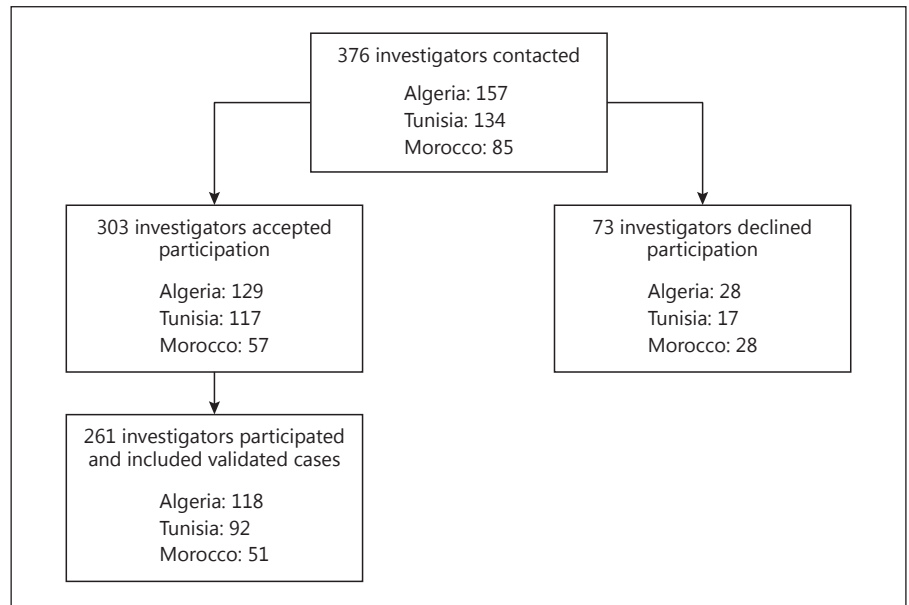 376 investigators contacted
Algeria: 157
Tunisia: 134
Morocco: 85
303 investigators accepted
participation
Algeria: 129
Tunisia: 117
Morocco: 57
73 investigators declined
participation
Algeria: 28
Tunisia: 17
Morocco: 28
261 investigators participated
and included validated cases
Algeria: 118
Tunisia: 92
Morocco: 51